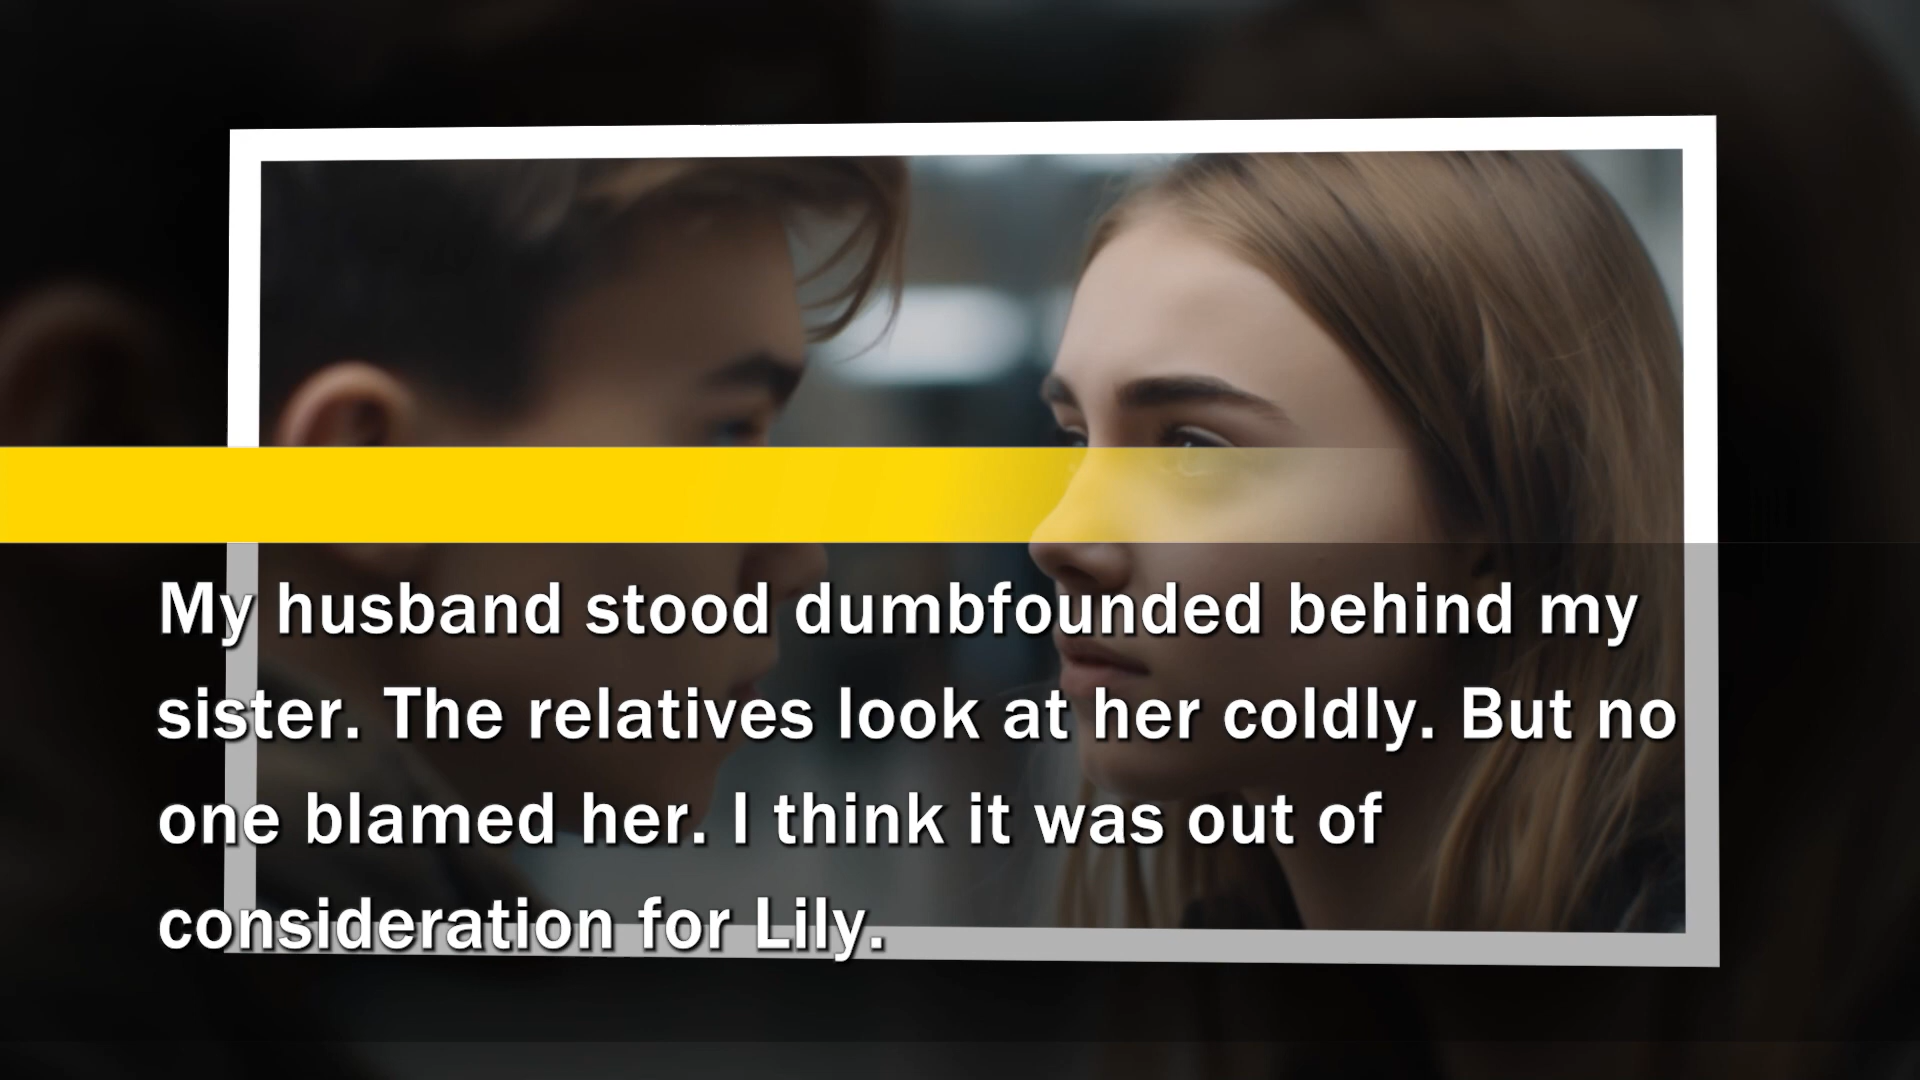 My husband stood dumbfounded behind my
sister. The relatives look at her coldly. But no
one blamed her. I think it was out of
consideration for Lily.